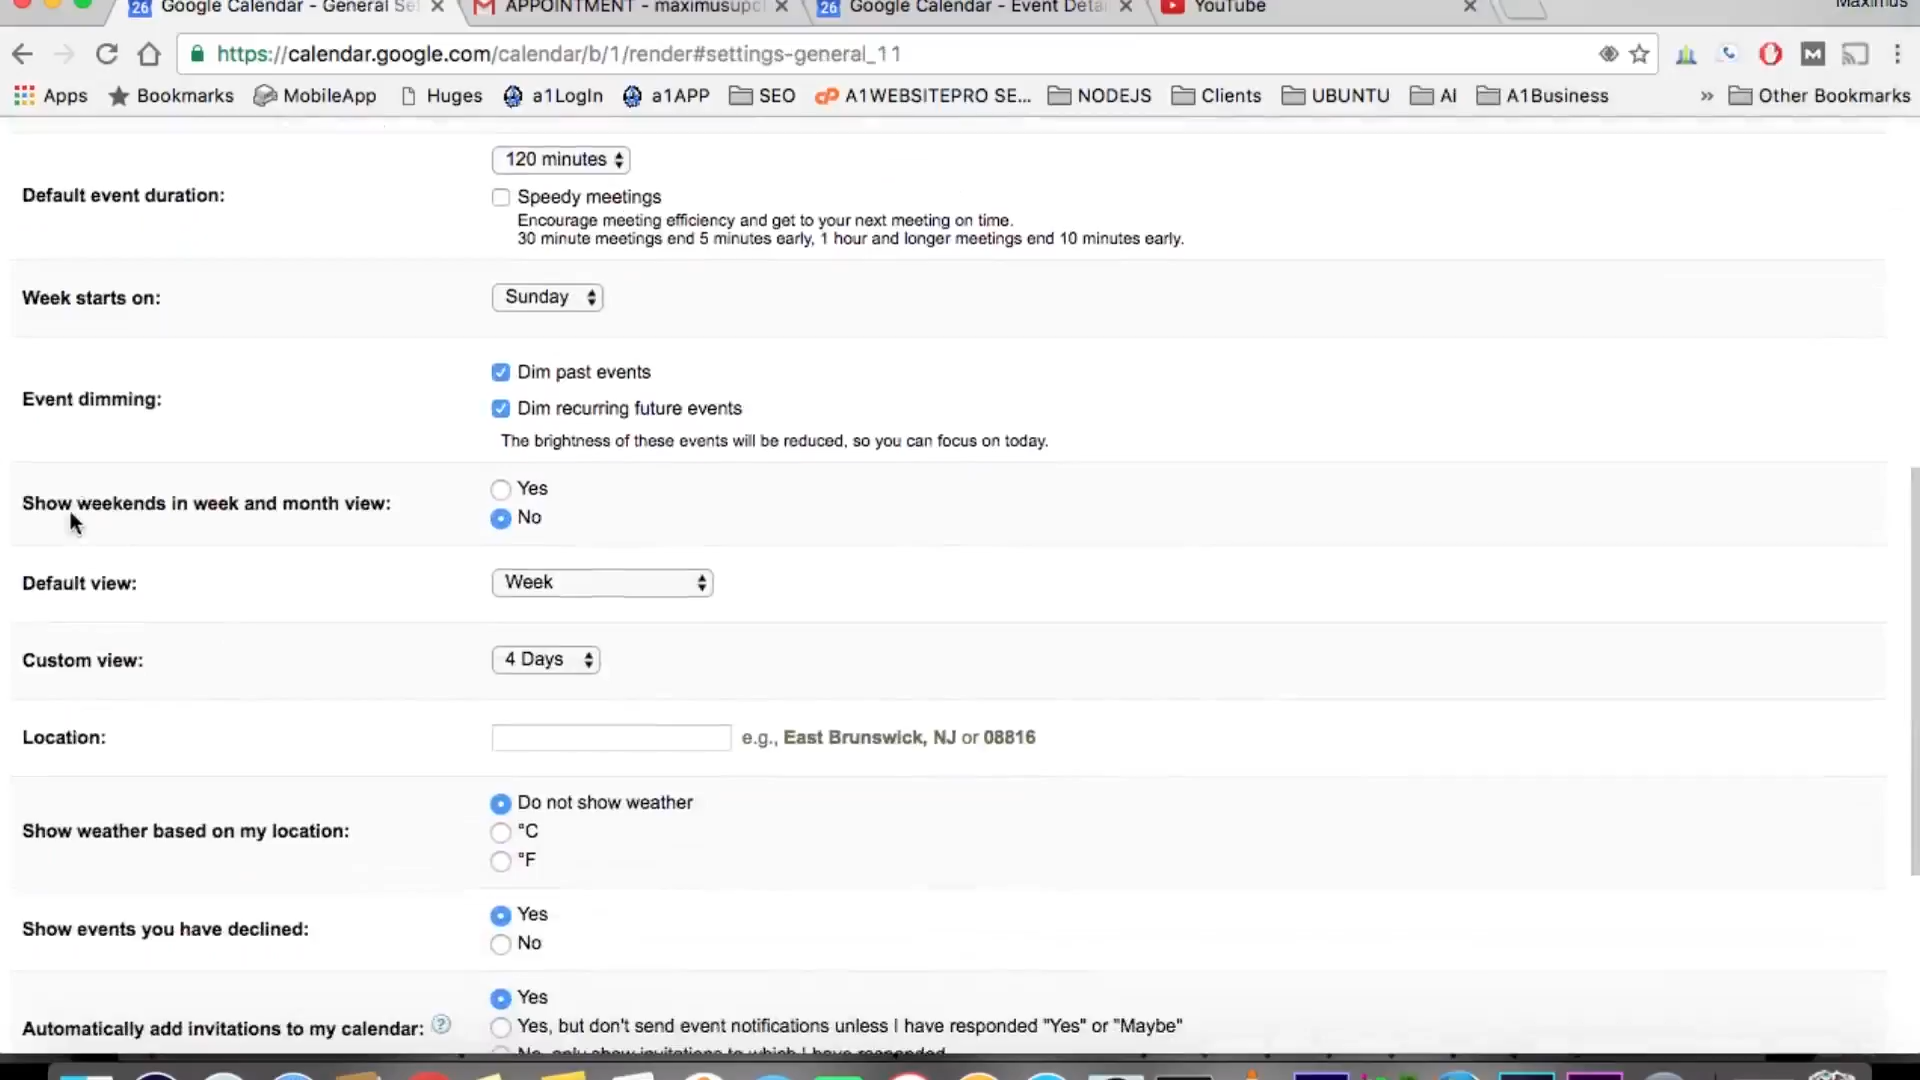 Google Calendar - General Se
APPOINTMENT - maximusupc
Google Calendar - Event Deta
YouTube
Maximus
https://calendar.google.com/calendar/b/1/render#settings-general_11
Apps Bookmarks MobileApp Huges a1LogIn a1APP SEO A1WEBSITEPRO SE... NODEJS Clients UBUNTU AI A1Business » Other Bookmarks
120 minutes
Default event duration:
Speedy meetings
Encourage meeting efficiency and get to your next meeting on time.
30 minute meetings end 5 minutes early, 1 hour and longer meetings end 10 minutes early.
Week starts on: Sunday
Dim past events
Event dimming:
Dim recurring future events
The brightness of these events will be reduced, so you can focus on today.
Yes
Show weekends in week and month view:
No
Default view: Week
Custom view: 4 Days
Location: e.g., East Brunswick, NJ or 08816
Do not show weather
Show weather based on my location: °C
°F
Yes
Show events you have declined:
No
Yes
Automatically add invitations to my calendar: ?
Yes, but don't send event notifications unless I have responded "Yes" or "Maybe"
No, only show invitations to which I have responded